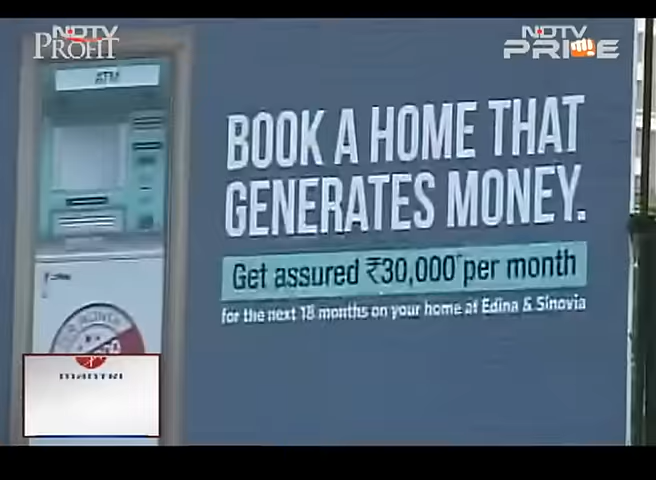 NDTV
PROFIT
NDTV
PRIME
ATM
BOOK A HOME THAT
GENERATES MONEY.
Get assured ₹30,000* per month
for the next 18 months on your home at Edina & Sinovia
mantri